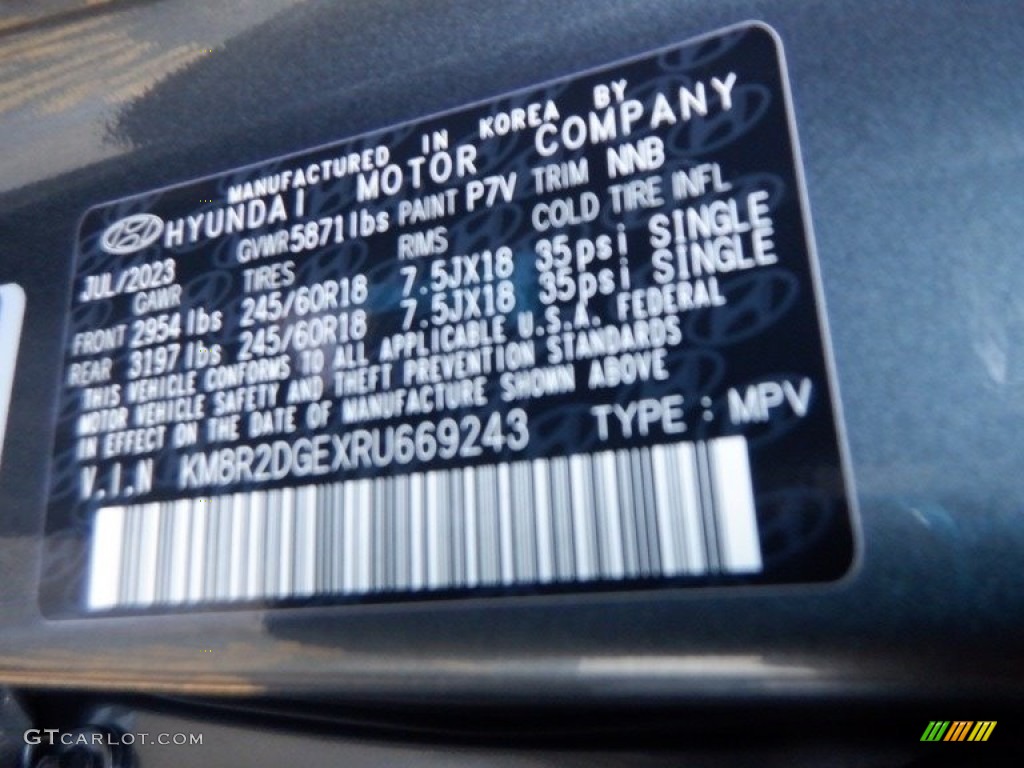 MANUFACTURED IN KOREA BY
HYUNDAI MOTOR COMPANY
JUL/2023 GVWR 5871 lbs PAINT P7V TRIM NNB
GAWR TIRES RMS COLD TIRE INFL
FRONT 2954 lbs 245/60R18 7.5JX18 35psi SINGLE
REAR 3197 lbs 245/60R18 7.5JX18 35psi SINGLE
THIS VEHICLE CONFORMS TO ALL APPLICABLE U.S.A. FEDERAL
MOTOR VEHICLE SAFETY AND THEFT PREVENTION STANDARDS
IN EFFECT ON THE DATE OF MANUFACTURE SHOWN ABOVE
V.I.N KM8R2DGEXRU669243 TYPE : MPV
GTCARLOT.COM